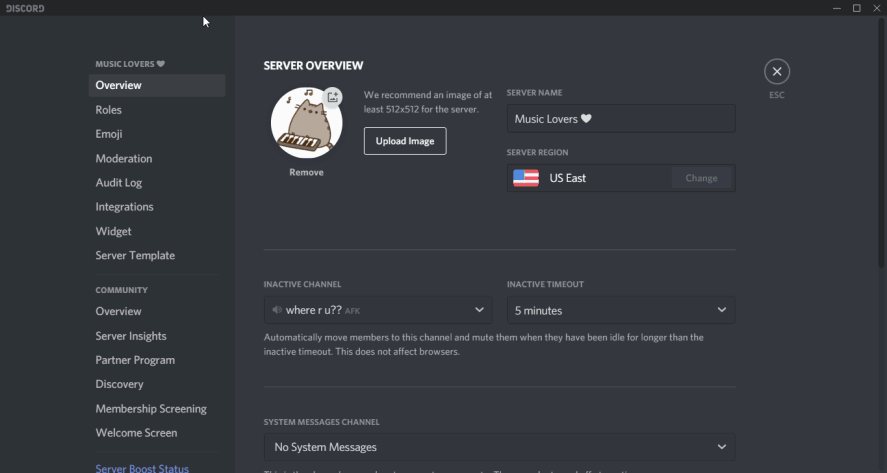 DISCORD
MUSIC LOVERS 🤍
Overview
Roles
Emoji
Moderation
Audit Log
Integrations
Widget
Server Template
COMMUNITY
Overview
Server Insights
Partner Program
Discovery
Membership Screening
Welcome Screen
Server Boost Status
SERVER OVERVIEW
Remove
We recommend an image of at
least 512x512 for the server.
Upload Image
SERVER NAME
Music Lovers 🤍
SERVER REGION
US East
Change
ESC
INACTIVE CHANNEL
where r u?? AFK
INACTIVE TIMEOUT
5 minutes
Automatically move members to this channel and mute them when they have been idle for longer than the
inactive timeout. This does not affect browsers.
SYSTEM MESSAGES CHANNEL
No System Messages